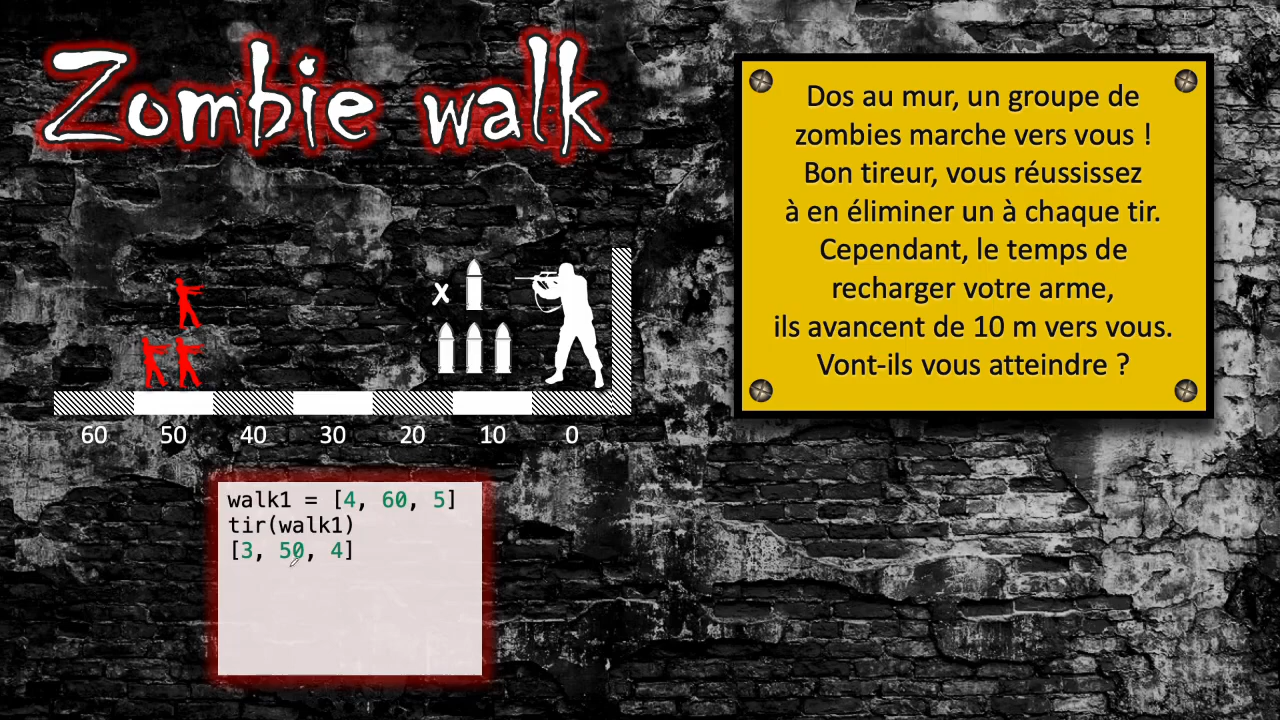 Zombie walk
Dos au mur, un groupe de
zombies marche vers vous !
Bon tireur, vous réussissez
à en éliminer un à chaque tir.
Cependant, le temps de
recharger votre arme,
ils avancent de 10 m vers vous.
Vont-ils vous atteindre ?
x
60 50 40 30 20 10 0
walk1 = [4, 60, 5]
tir(walk1)
[3, 50, 4]